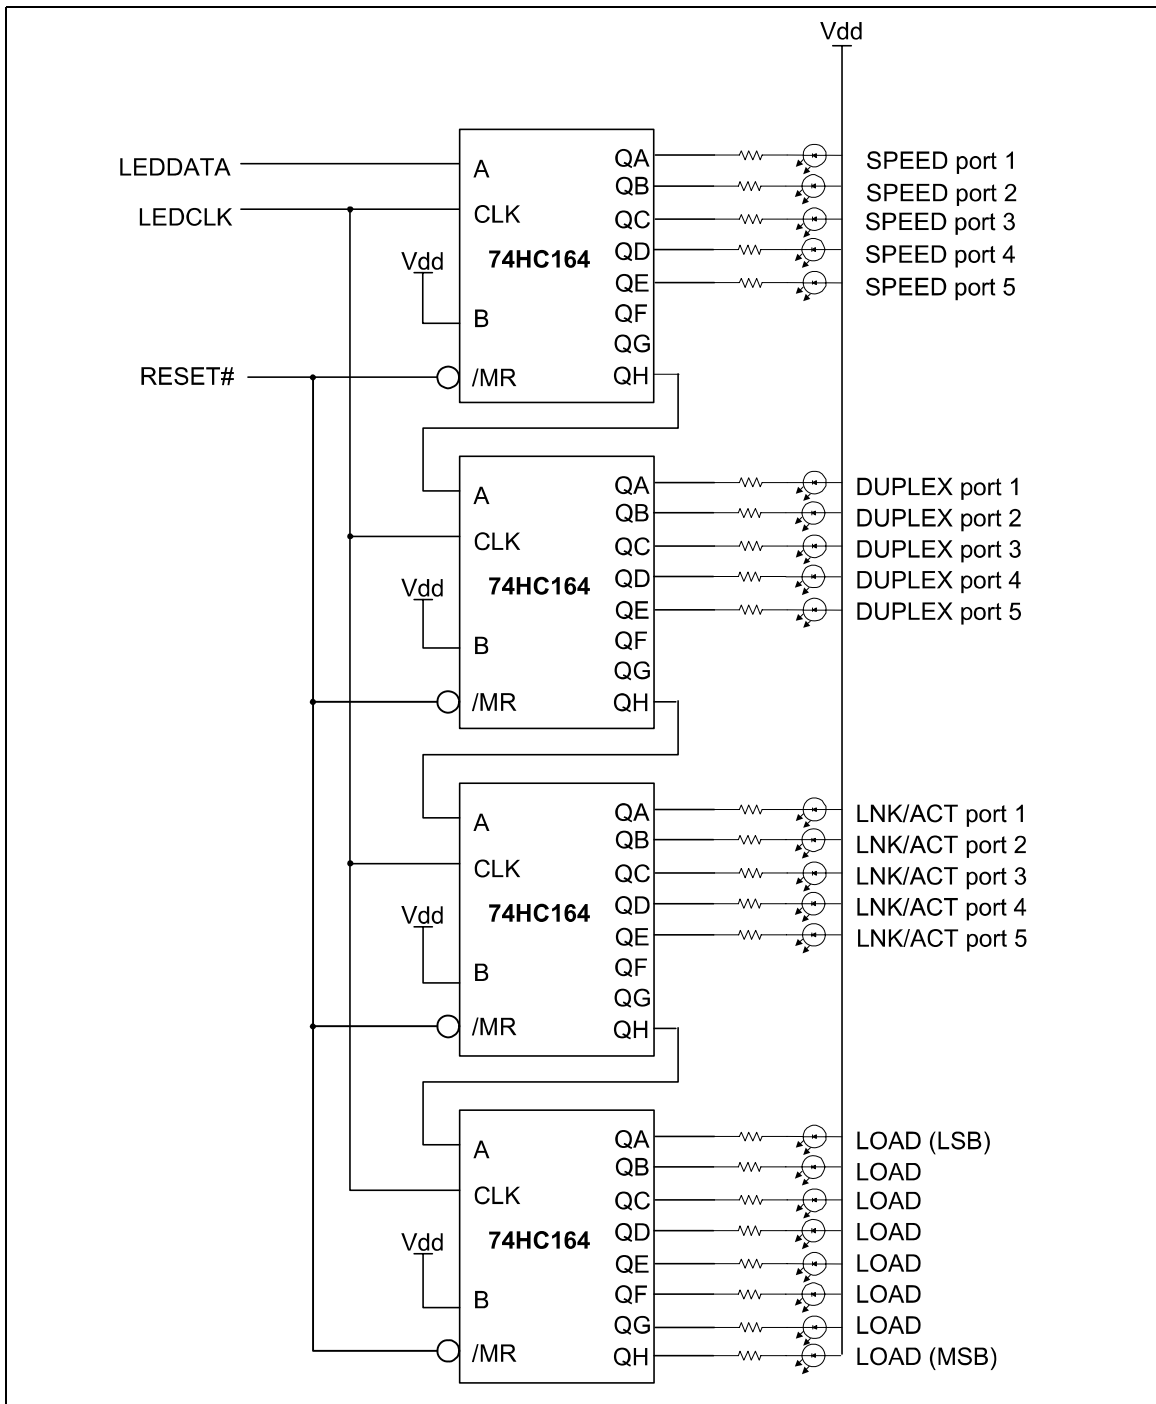 Vdd
LEDDATA
LEDCLK
Vdd
RESET#
A
CLK
74HC164
B
/MR
QA
QB
QC
QD
QE
QF
QG
QH
SPEED port 1
SPEED port 2
SPEED port 3
SPEED port 4
SPEED port 5
A
CLK
Vdd
74HC164
B
/MR
QA
QB
QC
QD
QE
QF
QG
QH
DUPLEX port 1
DUPLEX port 2
DUPLEX port 3
DUPLEX port 4
DUPLEX port 5
A
CLK
Vdd
74HC164
B
/MR
QA
QB
QC
QD
QE
QF
QG
QH
LNK/ACT port 1
LNK/ACT port 2
LNK/ACT port 3
LNK/ACT port 4
LNK/ACT port 5
A
CLK
Vdd
74HC164
B
/MR
QA
QB
QC
QD
QE
QF
QG
QH
LOAD (LSB)
LOAD
LOAD
LOAD
LOAD
LOAD
LOAD
LOAD (MSB)